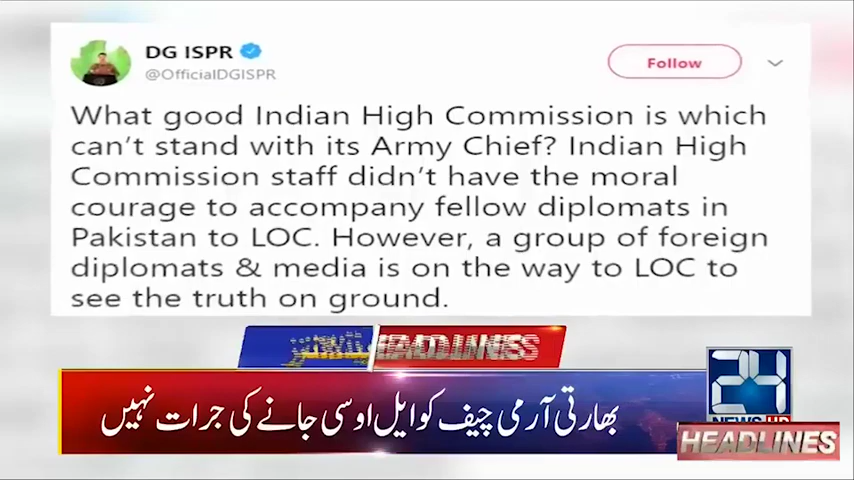 DG ISPR
@OfficialDGISPR
Follow
What good Indian High Commission is which
can't stand with its Army Chief? Indian High
Commission staff didn't have the moral
courage to accompany fellow diplomats in
Pakistan to LOC. However, a group of foreign
diplomats & media is on the way to LOC to
see the truth on ground.
HEADLINES
بھارتی آرمی چیف کو ایل او سی جانے کی جرات نہیں
24
NEWS HD
HEADLINES